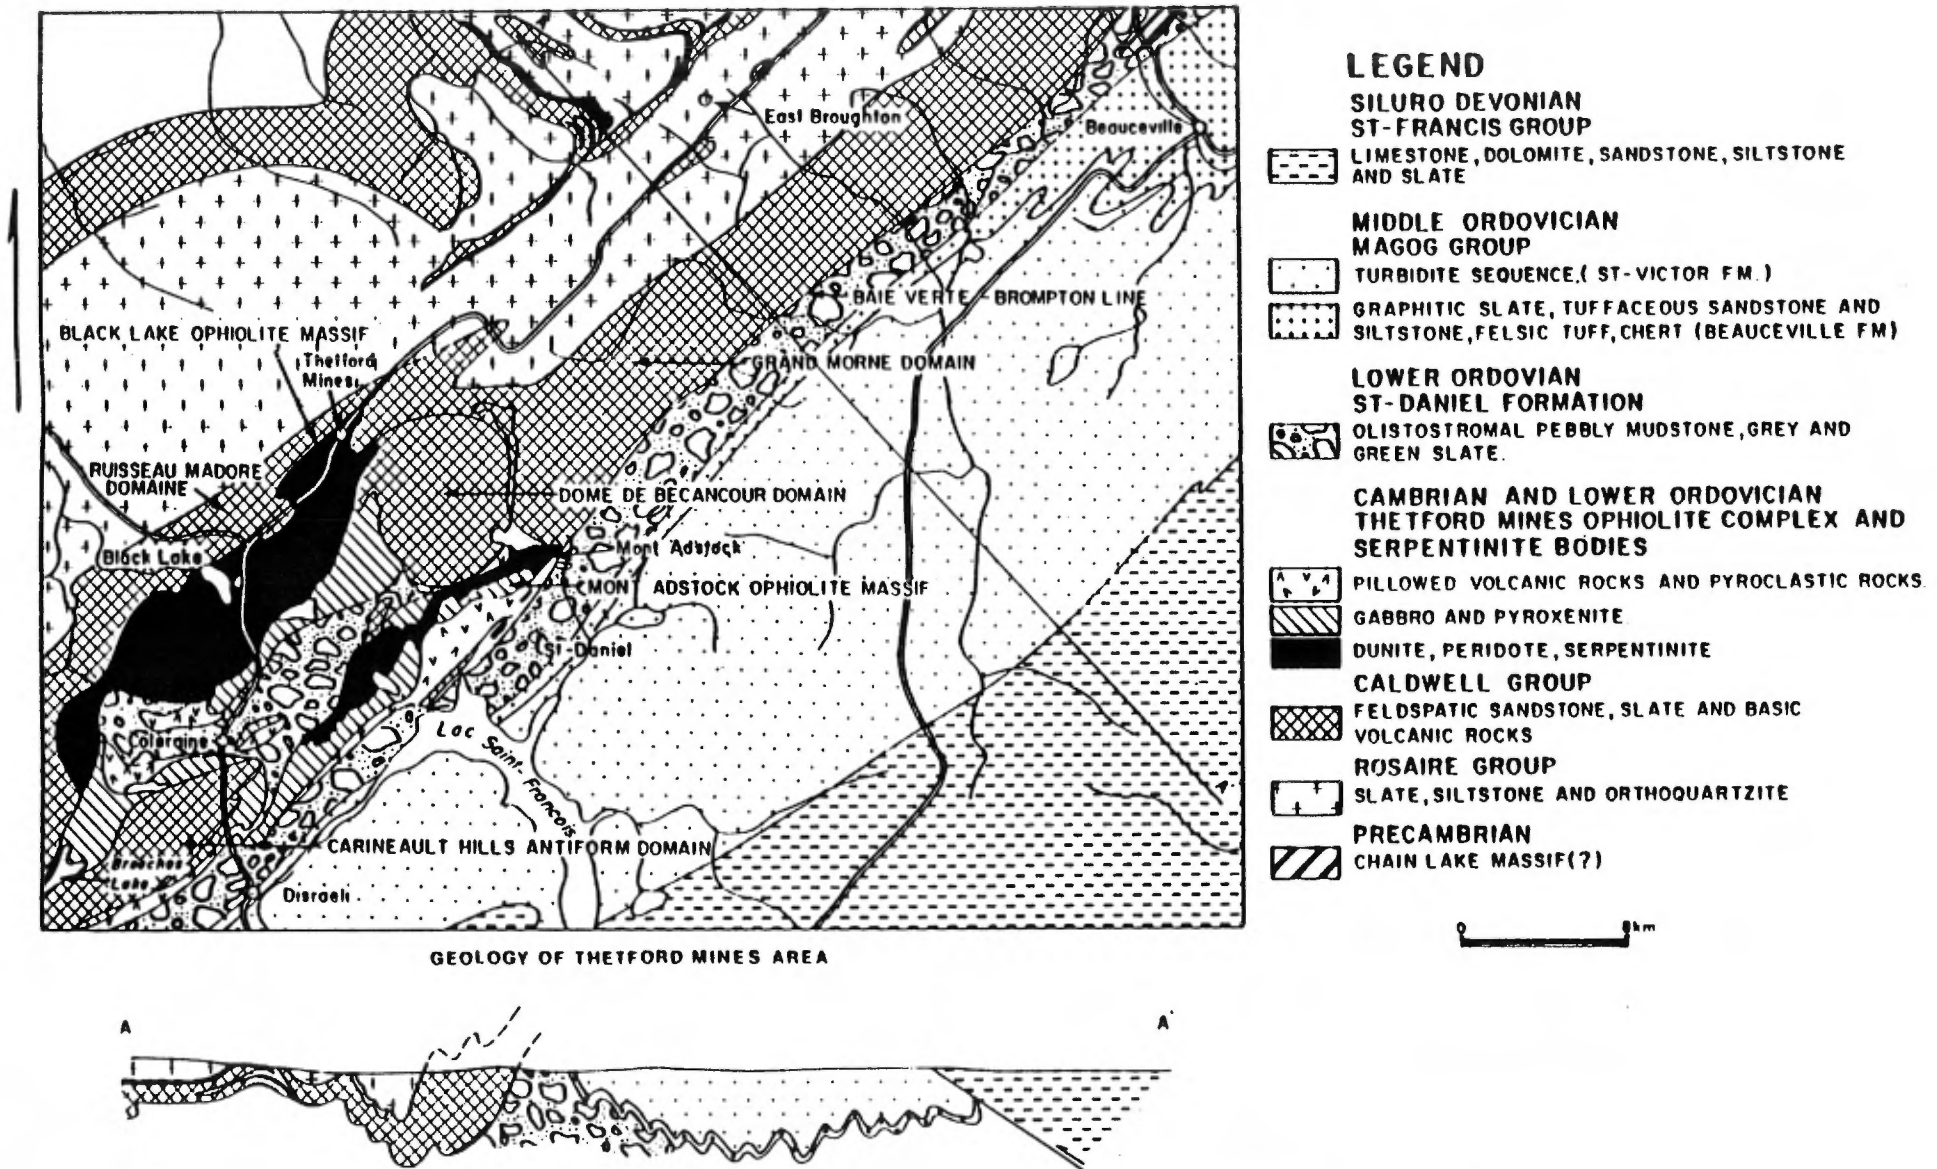 East Broughton
Beauceville
BAIE VERTE - BROMPTON LINE
BLACK LAKE OPHIOLITE MASSIF
Thetford
Mines
GRAND MORNE DOMAIN
RUISSEAU MADORE
DOMAINE
DOME DE BECANCOUR DOMAIN
Black Lake
Mont Adstock
MONT ADSTOCK OPHIOLITE MASSIF
St-Daniel
Coleraine
Lac Saint François
A'
CARINEAULT HILLS ANTIFORM DOMAIN
Lake
Disraeli
GEOLOGY OF THETFORD MINES AREA
A
A'
LEGEND
SILURO DEVONIAN
ST-FRANCIS GROUP
LIMESTONE, DOLOMITE, SANDSTONE, SILTSTONE
AND SLATE
MIDDLE ORDOVICIAN
MAGOG GROUP
TURBIDITE SEQUENCE.( ST-VICTOR FM.)
GRAPHITIC SLATE, TUFFACEOUS SANDSTONE AND
SILTSTONE, FELSIC TUFF, CHERT (BEAUCEVILLE FM)
LOWER ORDOVIAN
ST-DANIEL FORMATION
OLISTOSTROMAL PEBBLY MUDSTONE, GREY AND
GREEN SLATE.
CAMBRIAN AND LOWER ORDOVICIAN
THETFORD MINES OPHIOLITE COMPLEX AND
SERPENTINITE BODIES
PILLOWED VOLCANIC ROCKS AND PYROCLASTIC ROCKS.
GABBRO AND PYROXENITE
DUNITE, PERIDOTE, SERPENTINITE
CALDWELL GROUP
FELDSPATIC SANDSTONE, SLATE AND BASIC
VOLCANIC ROCKS
ROSAIRE GROUP
SLATE, SILTSTONE AND ORTHOQUARTZITE
PRECAMBRIAN
CHAIN LAKE MASSIF(?)
0 8km